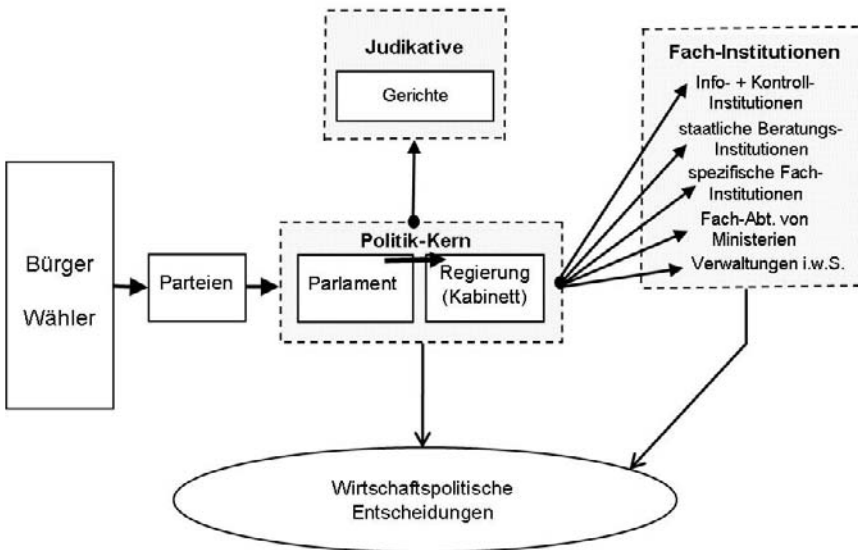 Judikative
Gerichte
Fach-Institutionen
Info- + Kontroll-
Institutionen
staatliche Beratungs-
Institutionen
spezifische Fach-
Institutionen
Fach-Abt. von
Ministerien
Verwaltungen i.w.S.
Bürger
Wähler
Parteien
Politik-Kern
Parlament
Regierung
(Kabinett)
Wirtschaftspolitische
Entscheidungen